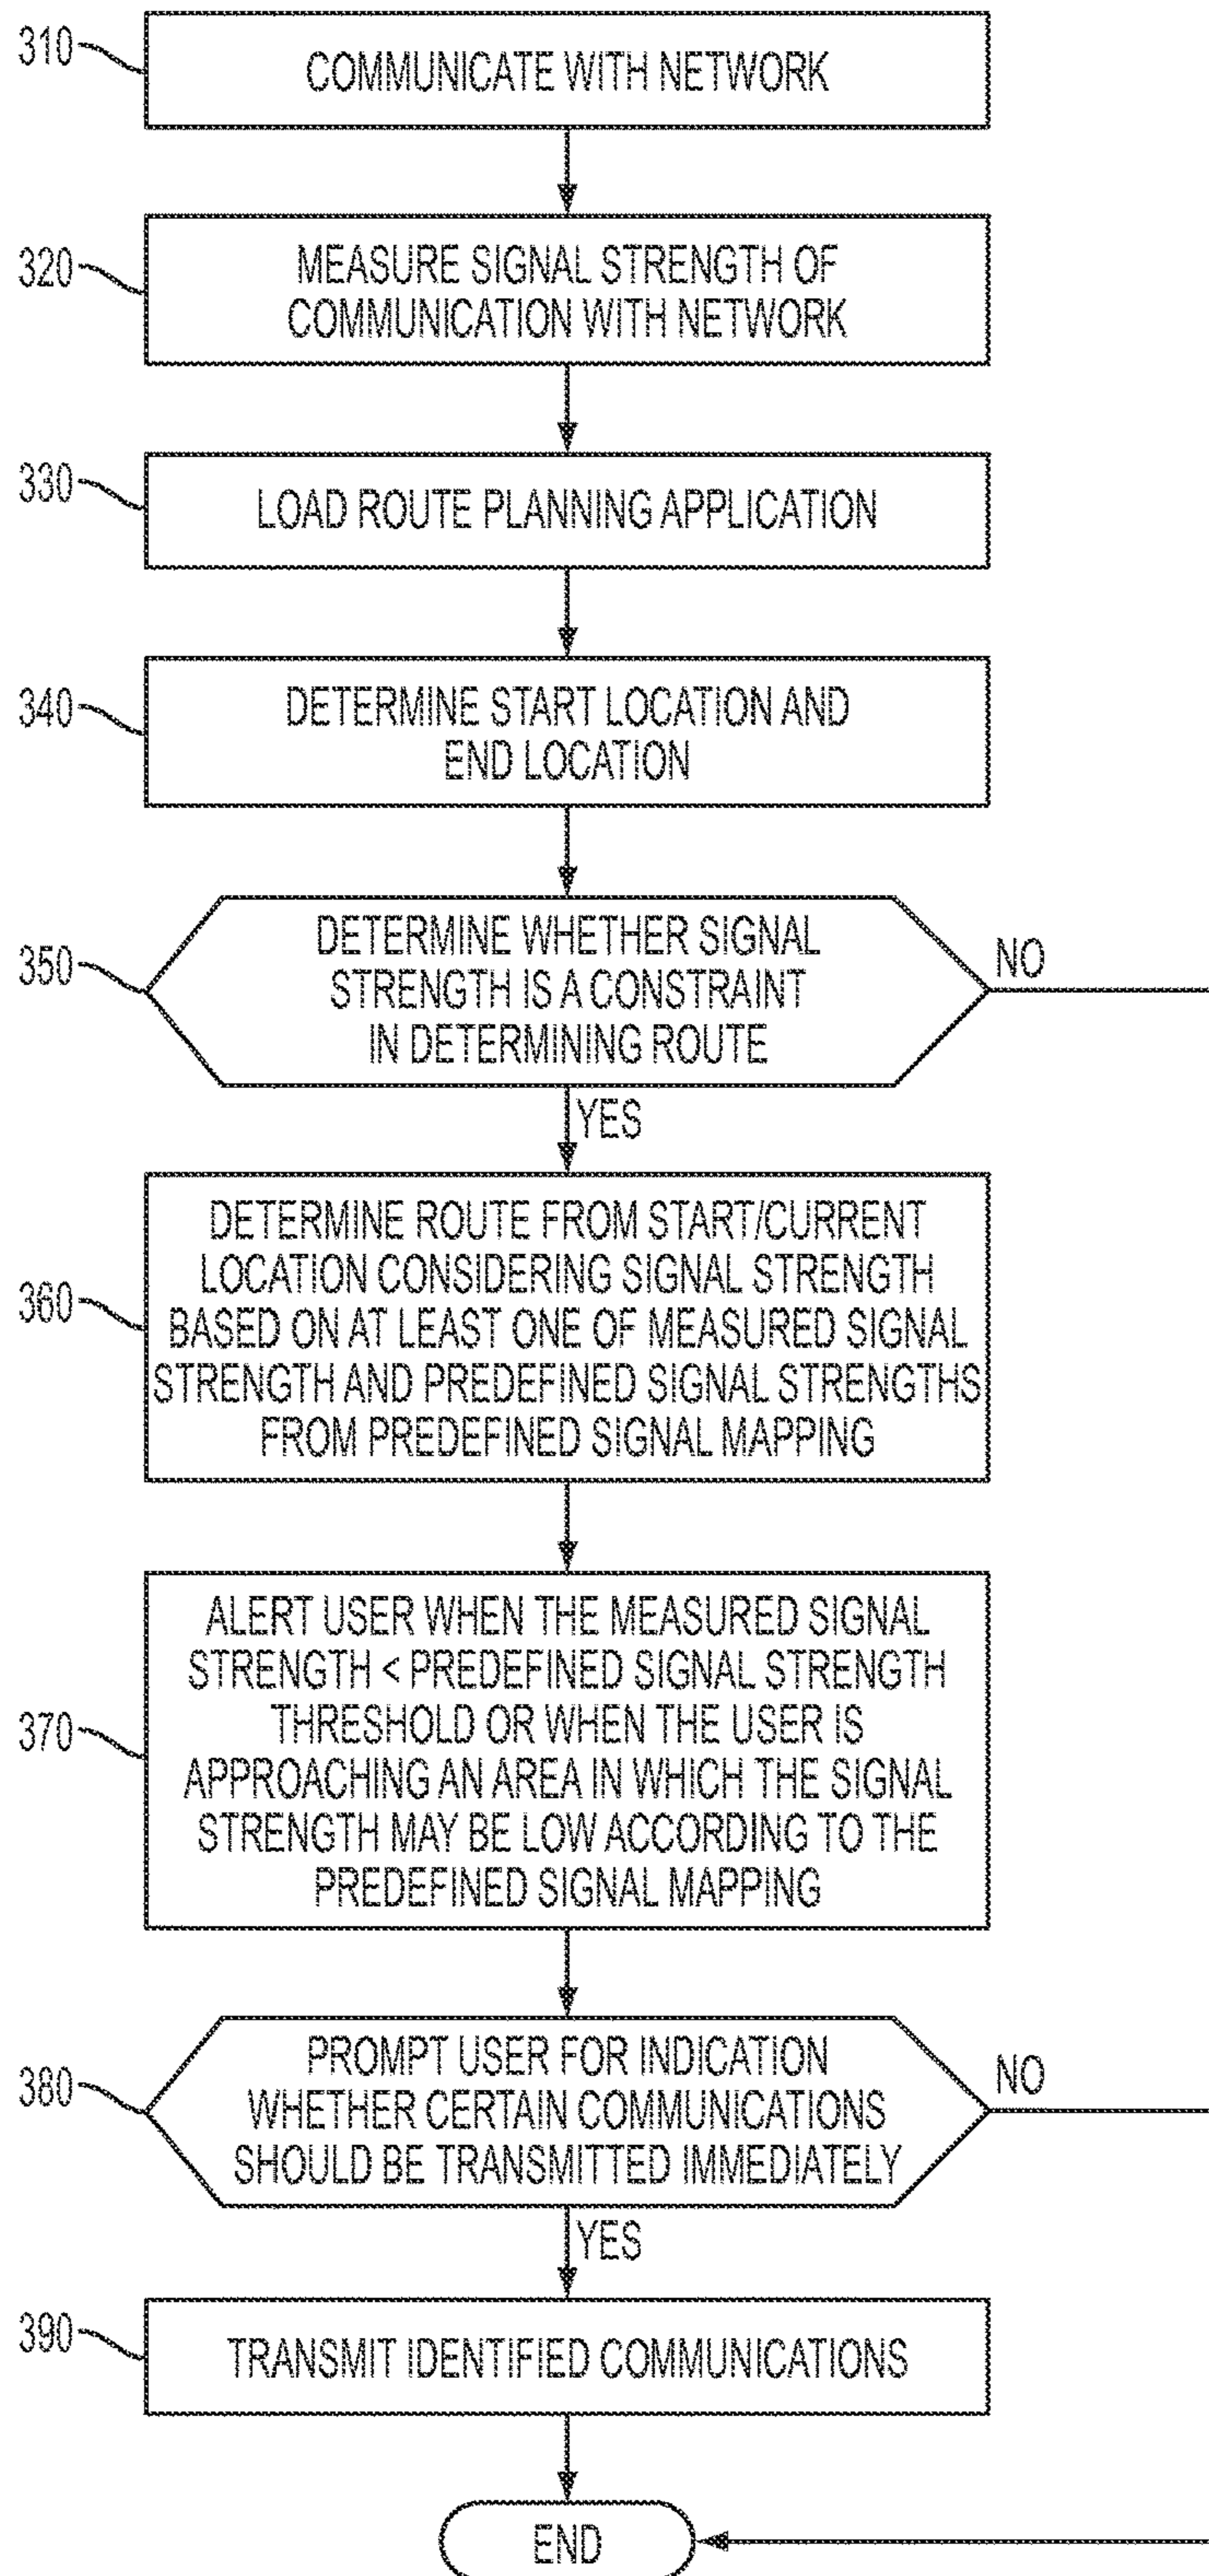 310
COMMUNICATE WITH NETWORK
320
MEASURE SIGNAL STRENGTH OF
COMMUNICATION WITH NETWORK
330
LOAD ROUTE PLANNING APPLICATION
340
DETERMINE START LOCATION AND
END LOCATION
350
DETERMINE WHETHER SIGNAL
STRENGTH IS A CONSTRAINT
IN DETERMINING ROUTE
NO
YES
360
DETERMINE ROUTE FROM START/CURRENT
LOCATION CONSIDERING SIGNAL STRENGTH
BASED ON AT LEAST ONE OF MEASURED SIGNAL
STRENGTH AND PREDEFINED SIGNAL STRENGTHS
FROM PREDEFINED SIGNAL MAPPING
370
ALERT USER WHEN THE MEASURED SIGNAL
STRENGTH < PREDEFINED SIGNAL STRENGTH
THRESHOLD OR WHEN THE USER IS
APPROACHING AN AREA IN WHICH THE SIGNAL
STRENGTH MAY BE LOW ACCORDING TO THE
PREDEFINED SIGNAL MAPPING
380
PROMPT USER FOR INDICATION
WHETHER CERTAIN COMMUNICATIONS
SHOULD BE TRANSMITTED IMMEDIATELY
NO
YES
390
TRANSMIT IDENTIFIED COMMUNICATIONS
END